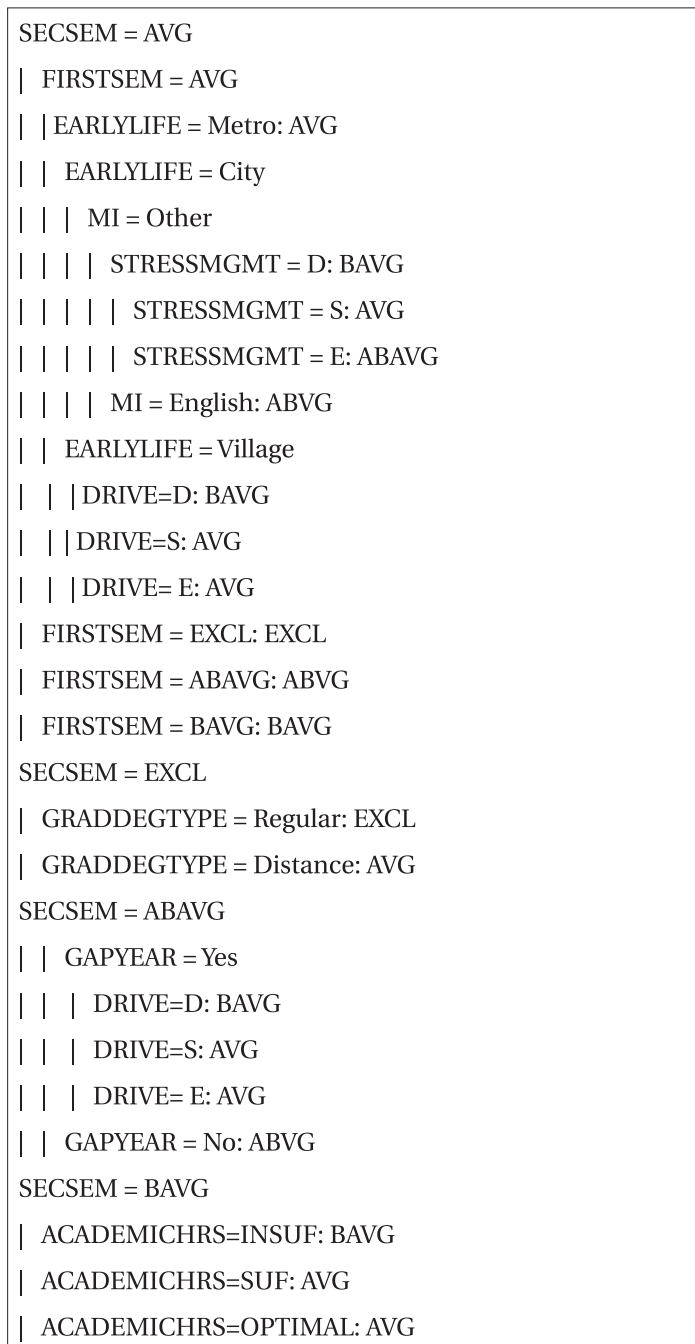 SECSEM = AVG
| FIRSTSEM = AVG
| | EARLYLIFE = Metro: AVG
| | EARLYLIFE = City
| | | MI = Other
| | | | STRESSMGMT = D: BAVG
| | | | | STRESSMGMT = S: AVG
| | | | | STRESSMGMT = E: ABAVG
| | | | MI = English: ABVG
| | EARLYLIFE = Village
| | | DRIVE=D: BAVG
| | | DRIVE=S: AVG
| | | DRIVE= E: AVG
| FIRSTSEM = EXCL: EXCL
| FIRSTSEM = ABAVG: ABVG
| FIRSTSEM = BAVG: BAVG
SECSEM = EXCL
| GRADDEGTYPE = Regular: EXCL
| GRADDEGTYPE = Distance: AVG
SECSEM = ABAVG
| | GAPYEAR = Yes
| | | DRIVE=D: BAVG
| | | DRIVE=S: AVG
| | | DRIVE= E: AVG
| | GAPYEAR = No: ABVG
SECSEM = BAVG
| ACADEMICHRS=INSUF: BAVG
| ACADEMICHRS=SUF: AVG
| ACADEMICHRS=OPTIMAL: AVG